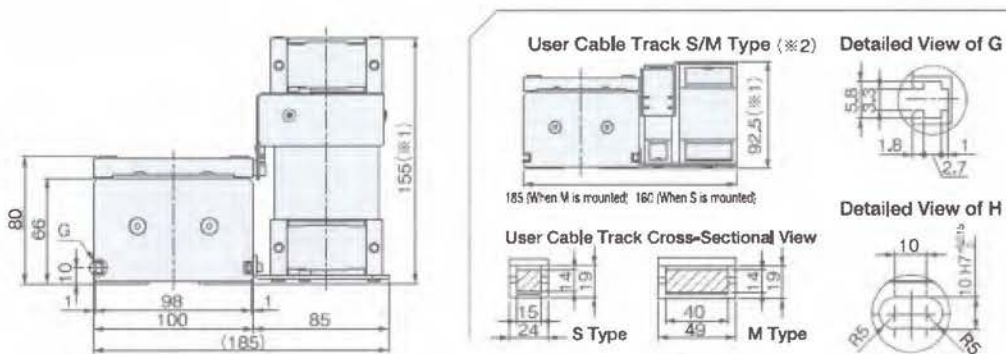 155(※1)
80
66
G
10
1
98
1
100
85
(185)
User Cable Track S/M Type (※2)
92.5(※1)
185 (When M is mounted) 160 (When S is mounted)
User Cable Track Cross-Sectional View
14
19
15
24
S Type
14
19
40
49
M Type
Detailed View of G
5.8
3.3
1.8
1
2.7
Detailed View of H
10
10 H7
R5
R5